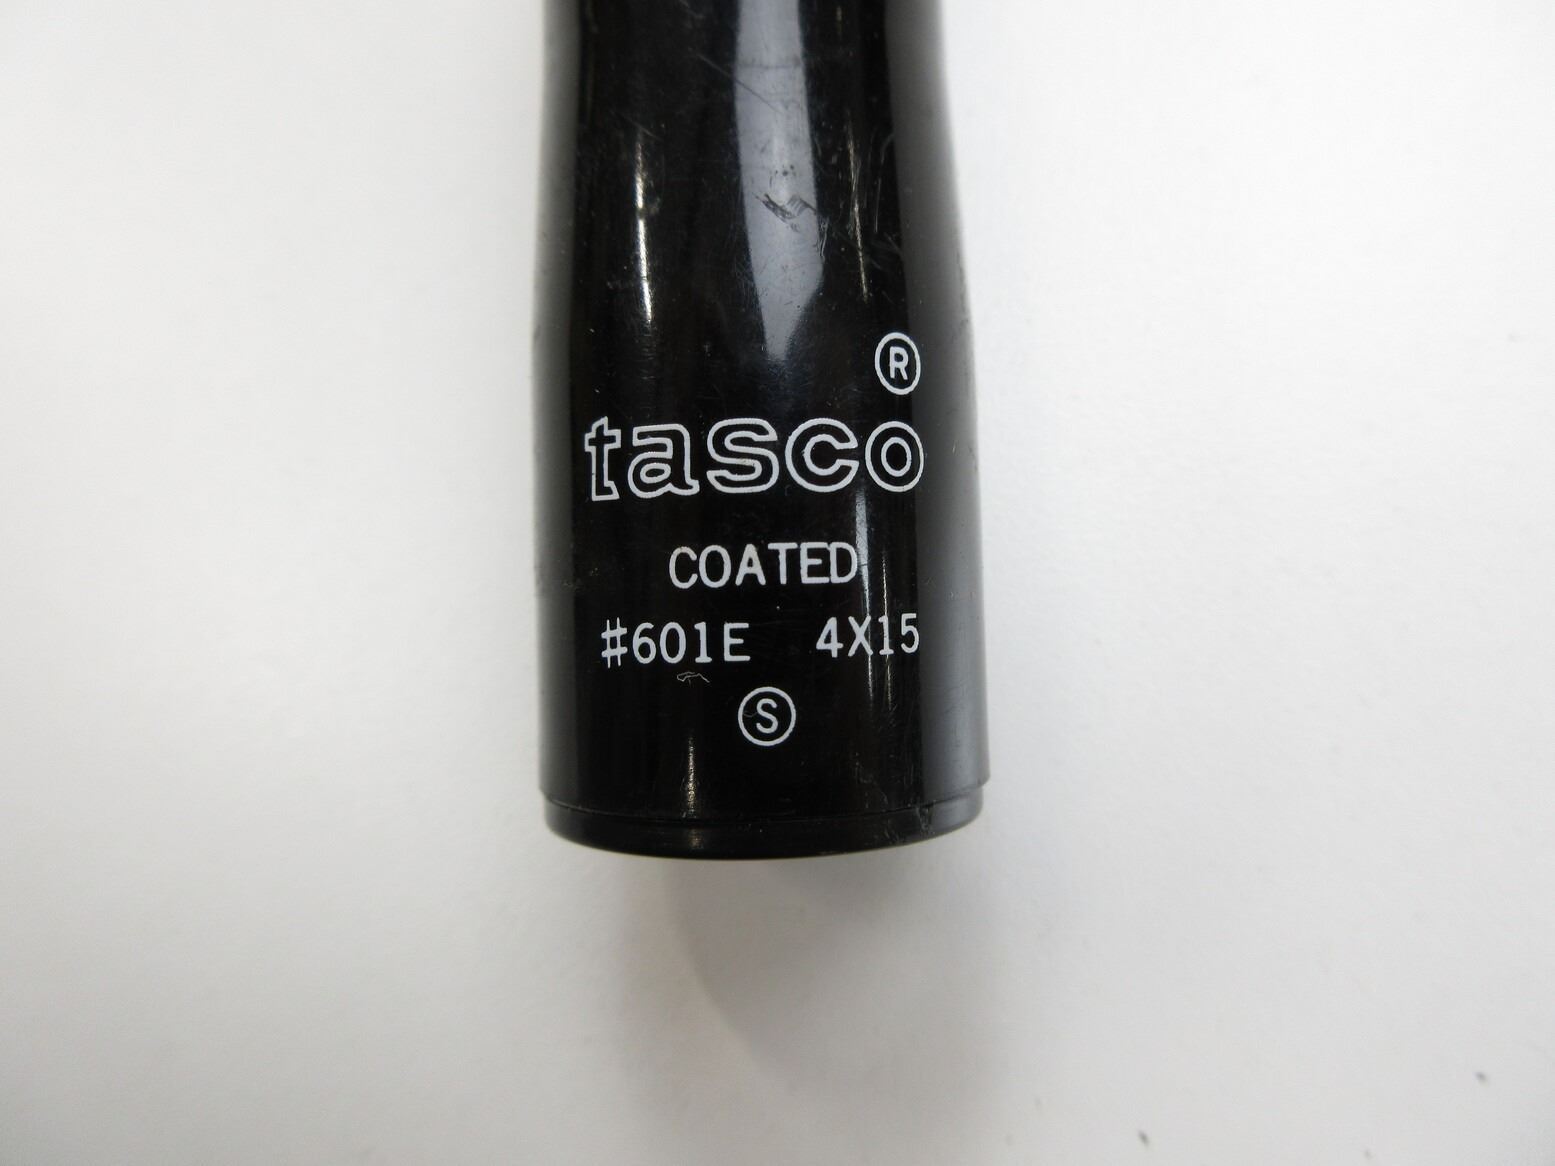 ®
tasco
COATED
#601E 4X15
Ⓢ